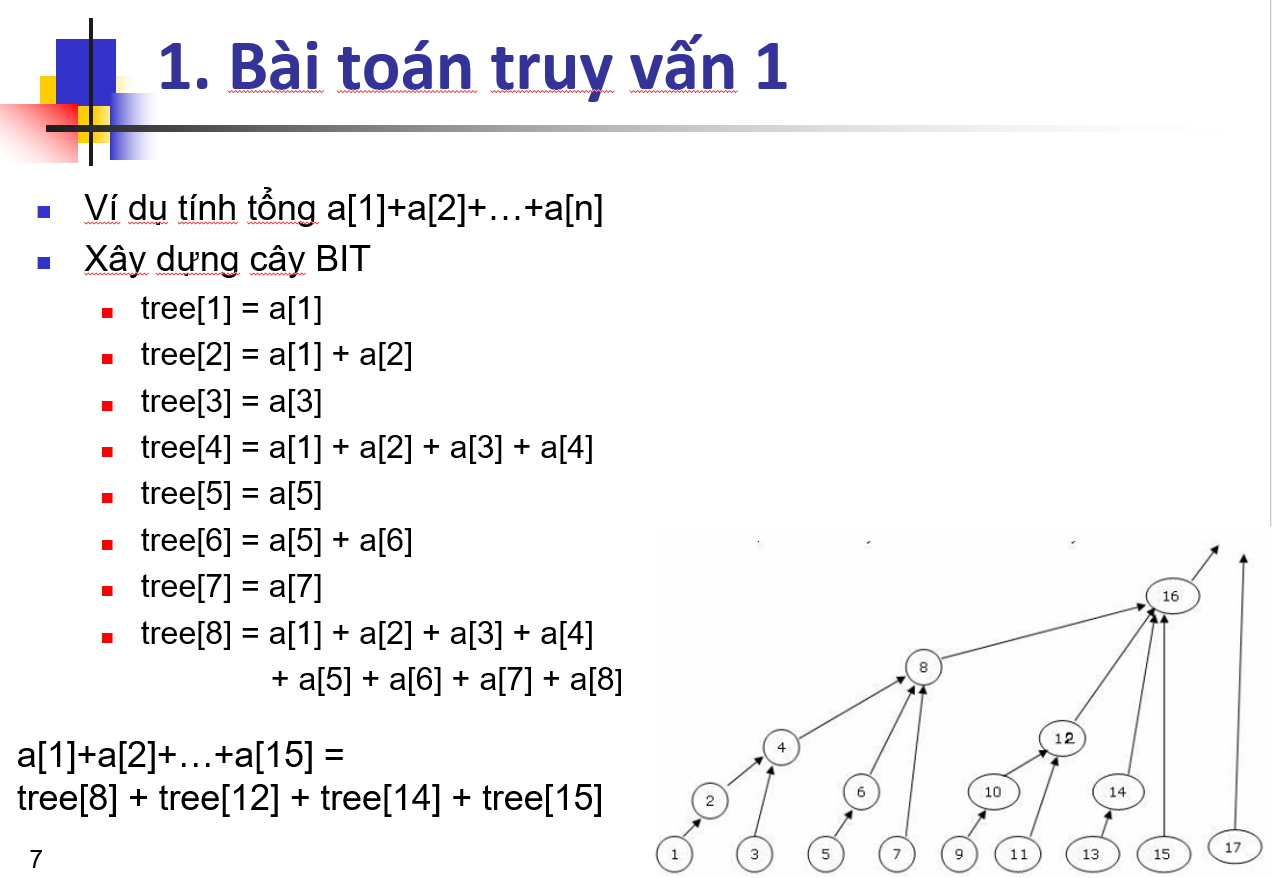 1. Bài toán truy vấn 1
Ví dụ tính tổng a[1]+a[2]+…+a[n]
Xây dựng cây BIT
tree[1] = a[1]
tree[2] = a[1] + a[2]
tree[3] = a[3]
tree[4] = a[1] + a[2] + a[3] + a[4]
tree[5] = a[5]
tree[6] = a[5] + a[6]
tree[7] = a[7]
tree[8] = a[1] + a[2] + a[3] + a[4]
+ a[5] + a[6] + a[7] + a[8]
a[1]+a[2]+…+a[15] =
tree[8] + tree[12] + tree[14] + tree[15]
7
16
8
4
12
2
6
10
14
1
3
5
7
9
11
13
15
17